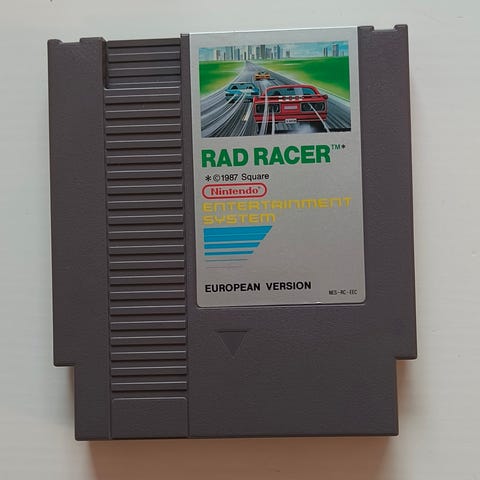 RAD RACER™*
*©1987 Square
Nintendo®
ENTERTAINMENT
SYSTEM
EUROPEAN VERSION
NES-RC-EEC